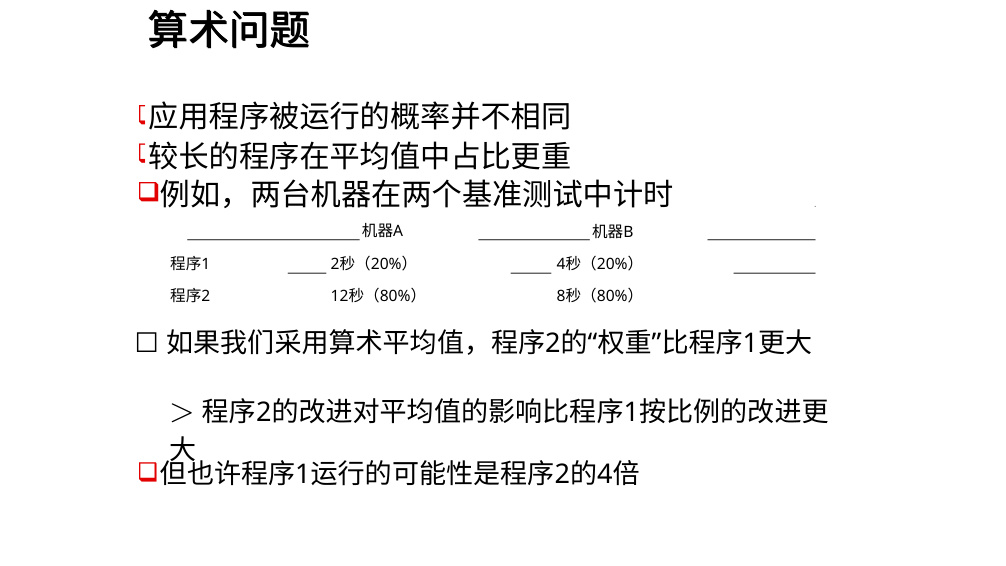 算术问题
应用程序被运行的概率并不相同
较长的程序在平均值中占比更重
❑例如，两台机器在两个基准测试中计时
机器A 机器B
程序1 2秒（20%） 4秒（20%）
程序2 12秒（80%） 8秒（80%）
□ 如果我们采用算术平均值，程序2的“权重”比程序1更大
＞ 程序2的改进对平均值的影响比程序1按比例的改进更
大
❑但也许程序1运行的可能性是程序2的4倍